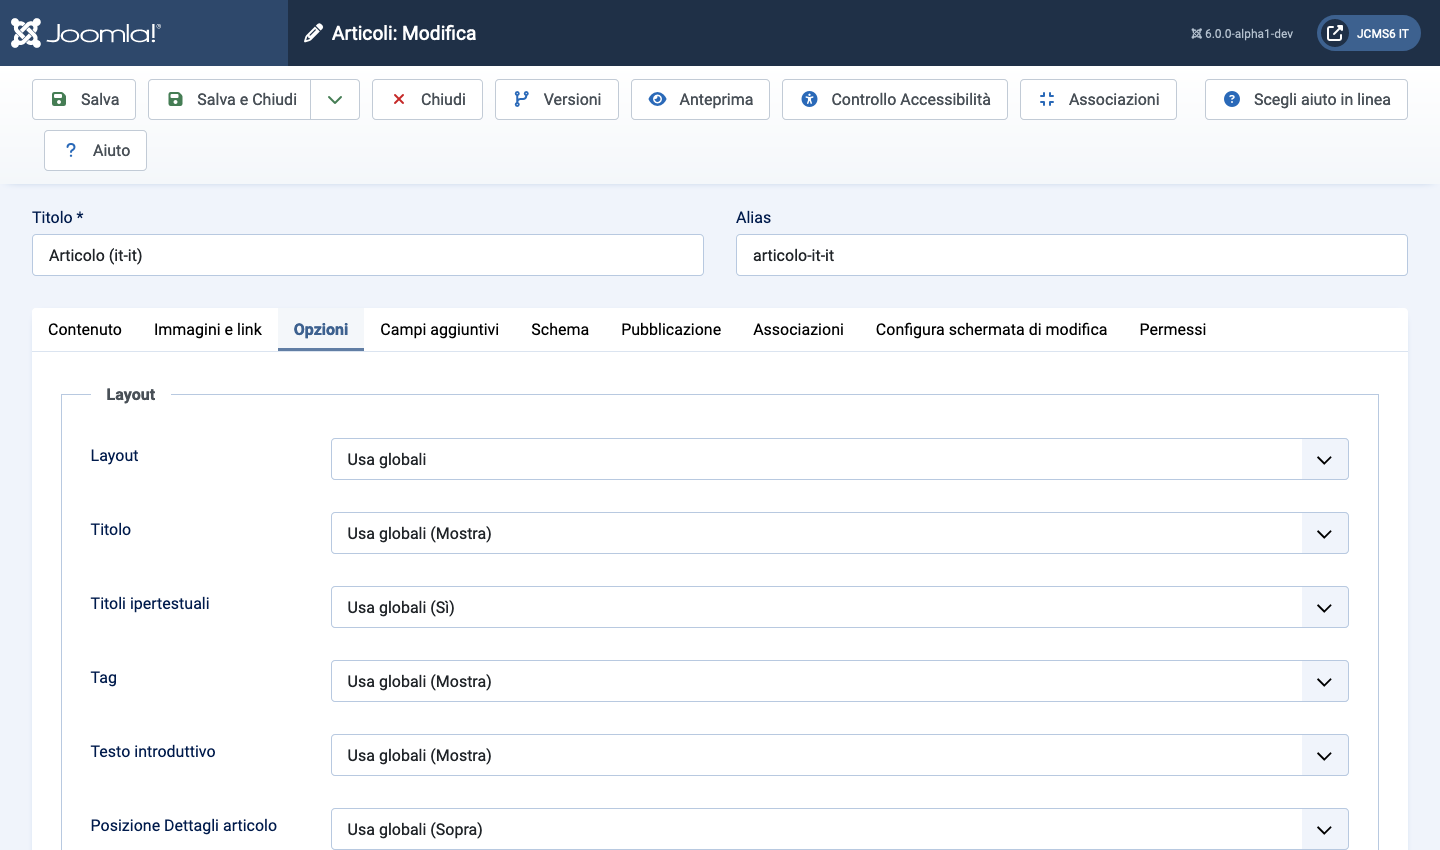 Joomla!® Articoli: Modifica 6.0.0-alpha1-dev JCMS6 IT
Salva Salva e Chiudi Chiudi Versioni Anteprima Controllo Accessibilità Associazioni Scegli aiuto in linea
Aiuto
Titolo * Alias
Articolo (it-it) articolo-it-it
Contenuto Immagini e link Opzioni Campi aggiuntivi Schema Pubblicazione Associazioni Configura schermata di modifica Permessi
Layout
Layout Usa globali
Titolo Usa globali (Mostra)
Titoli ipertestuali Usa globali (Sì)
Tag Usa globali (Mostra)
Testo introduttivo Usa globali (Mostra)
Posizione Dettagli articolo Usa globali (Sopra)